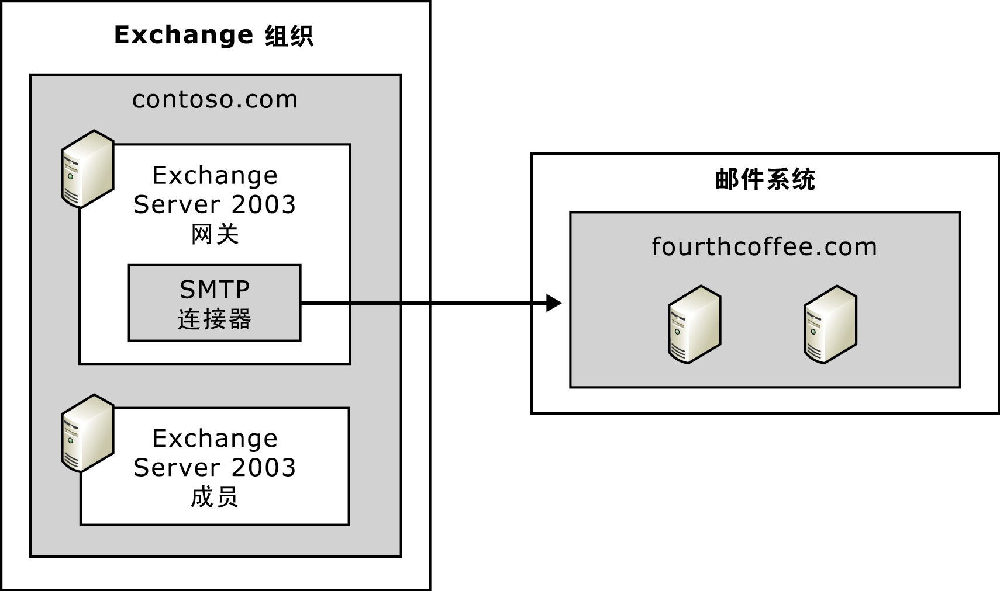 Exchange 组织
contoso.com
Exchange
Server 2003
网关
SMTP
连接器
Exchange
Server 2003
成员
邮件系统
fourthcoffee.com